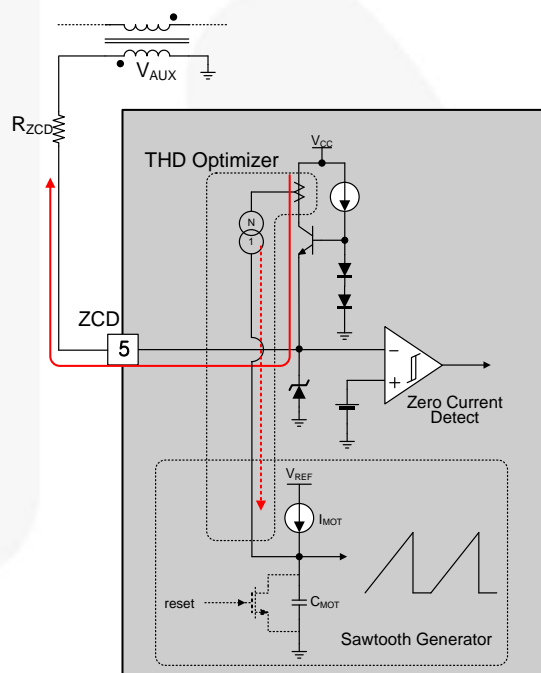 V_AUX
R_ZCD
THD Optimizer
V_CC
N
1
ZCD
5
−
+
Zero Current
Detect
V_REF
I_MOT
reset
C_MOT
Sawtooth Generator